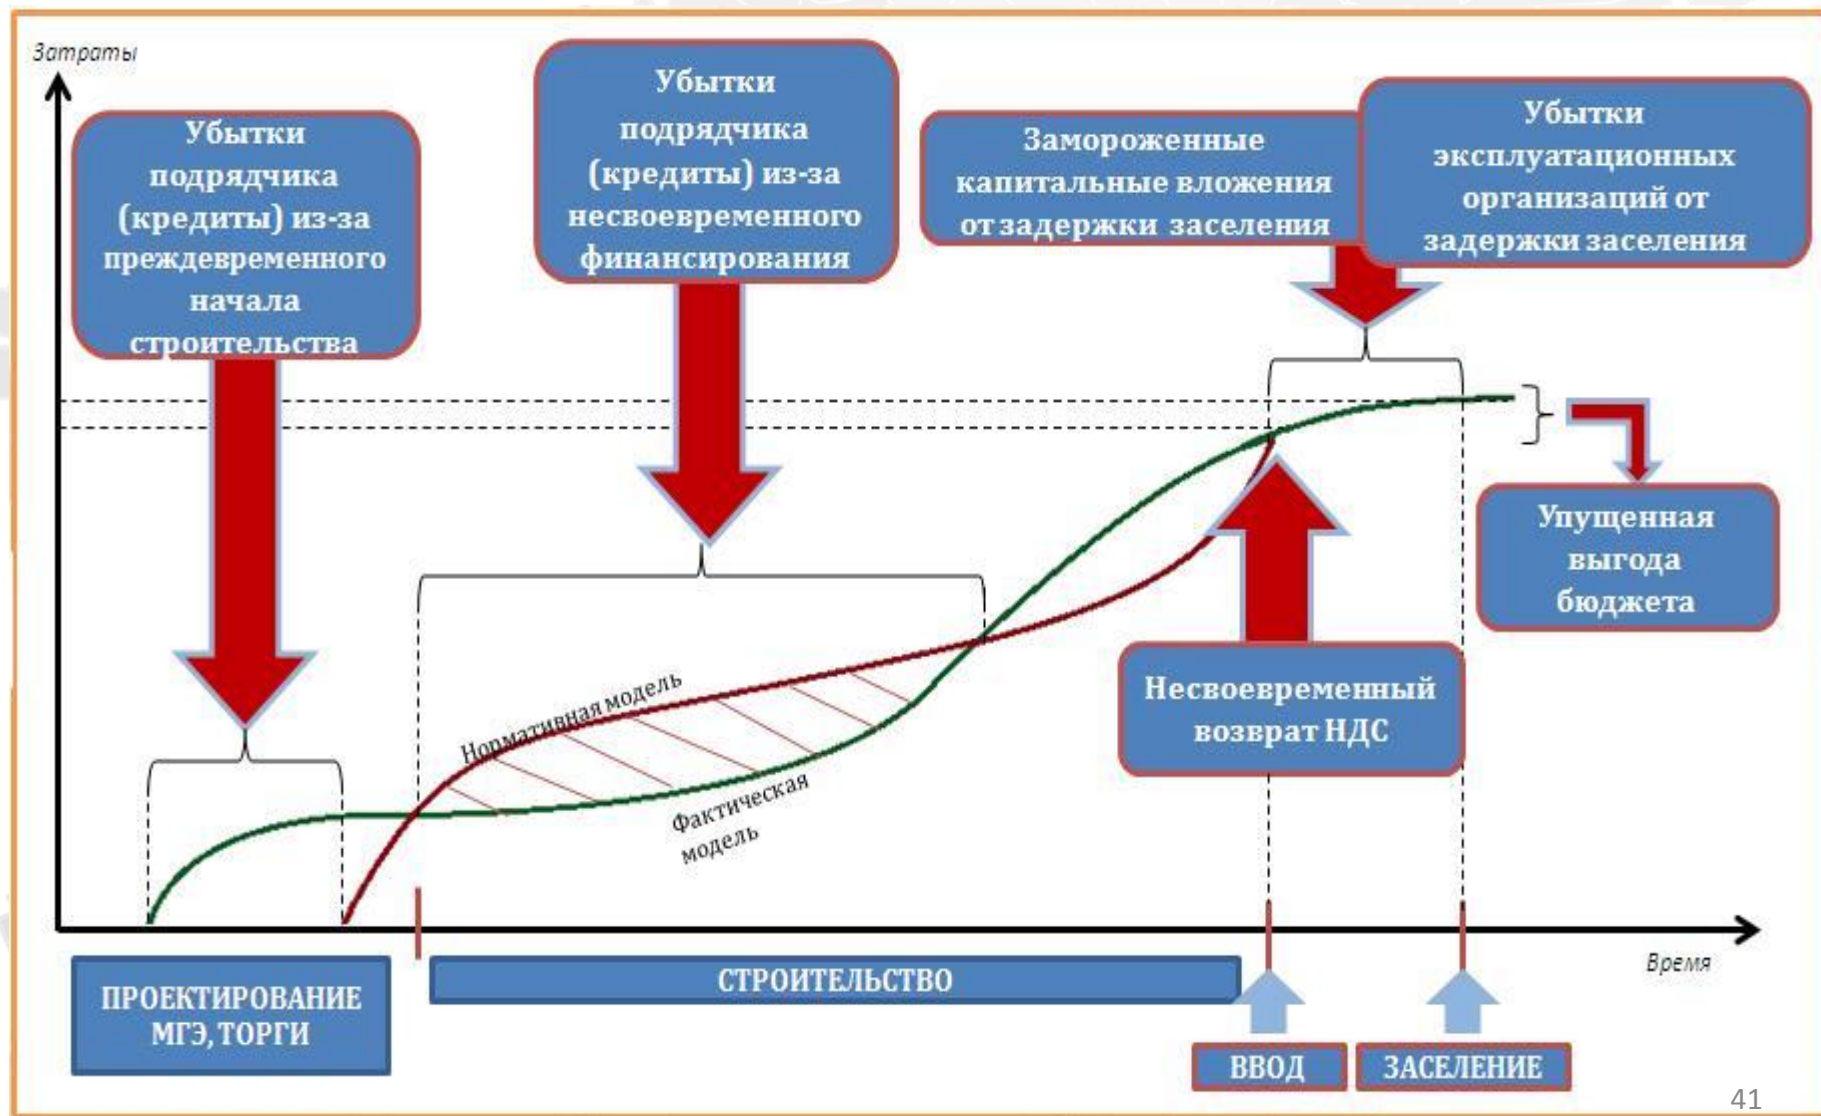 Затраты
Убытки
подрядчика
(кредиты) из-за
преждевременного
начала
строительства
Убытки
подрядчика
(кредиты) из-за
несвоевременного
финансирования
Замороженные
капитальные вложения
от задержки заселения
Убытки
эксплуатационных
организаций от
задержки заселения
Упущенная
выгода
бюджета
Несвоевременный
возврат НДС
Нормативная модель
Фактическая
модель
Время
ПРОЕКТИРОВАНИЕ
МГЭ, ТОРГИ
СТРОИТЕЛЬСТВО
ВВОД
ЗАСЕЛЕНИЕ
41